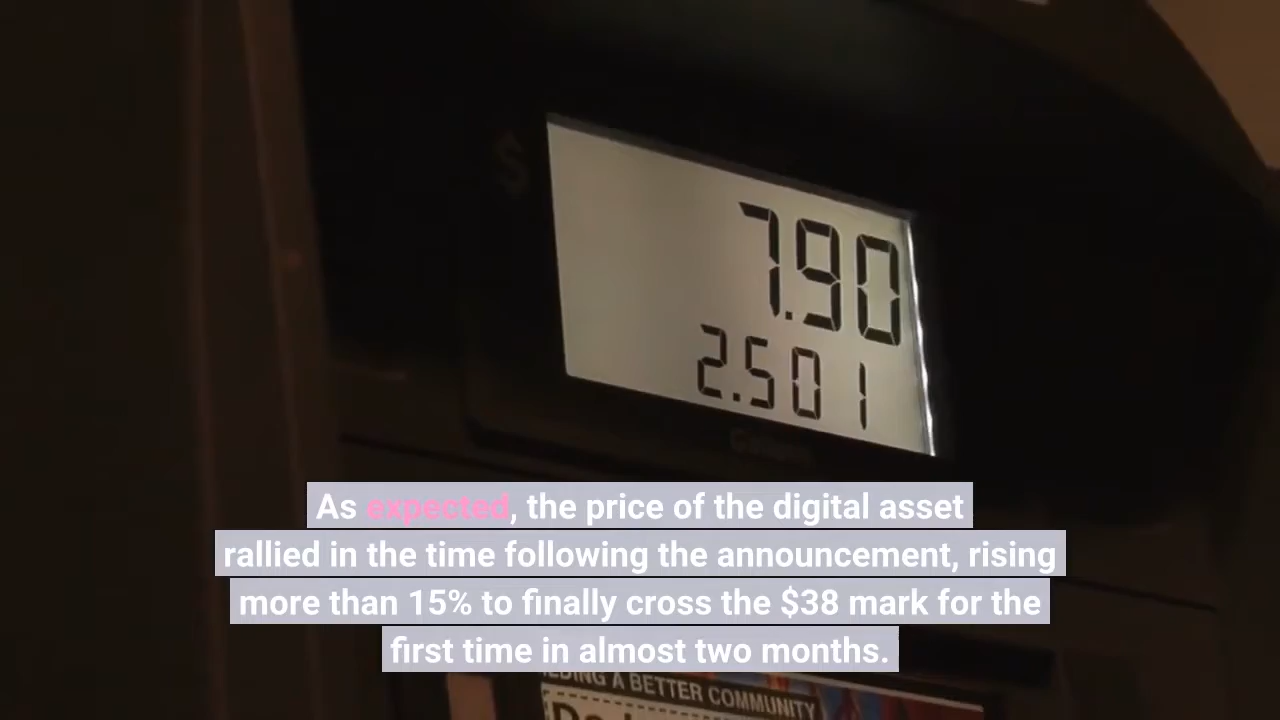 $
7.90
2.501
As expected, the price of the digital asset
rallied in the time following the announcement, rising
more than 15% to finally cross the $38 mark for the
first time in almost two months.
A BETTER COMMUNITY